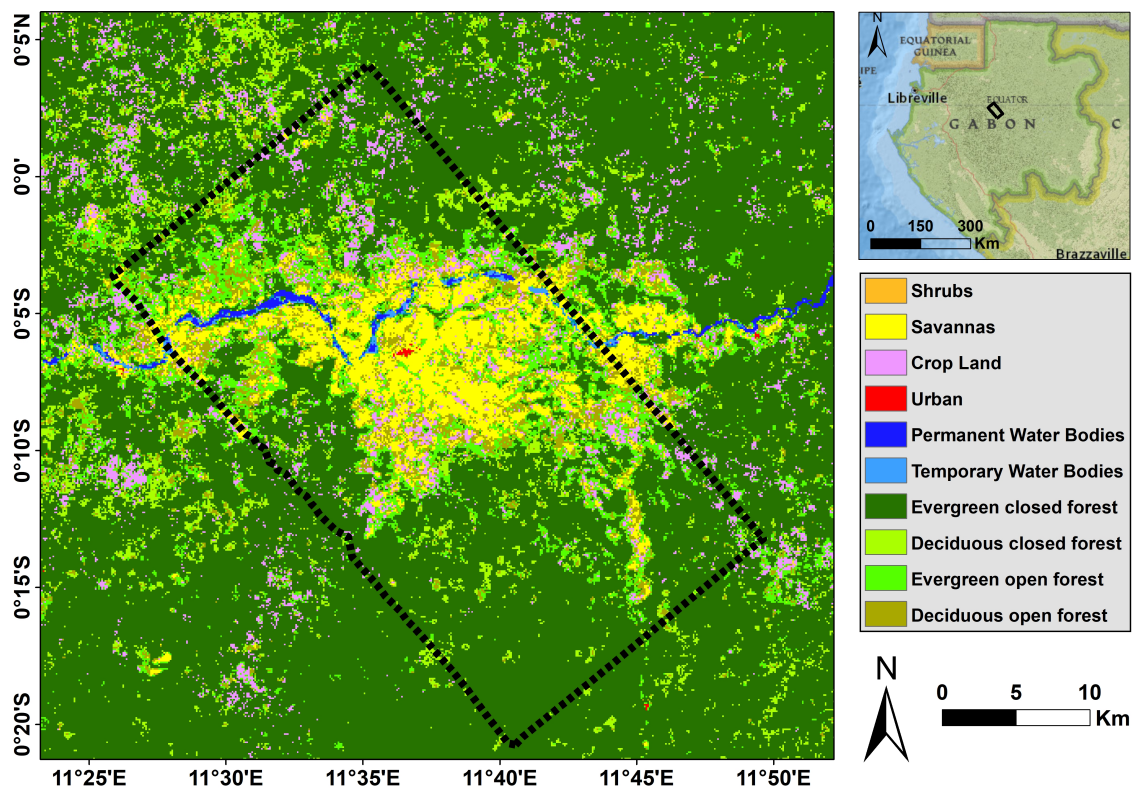 0°5'N
0°0'
0°5'S
0°10'S
0°15'S
0°20'S
11°25'E
11°30'E
11°35'E
11°40'E
11°45'E
11°50'E
N
EQUATORIAL
GUINEA
IPE
Libreville
EQUATOR
GABON
C
0 150 300
Km
Brazzaville
Shrubs
Savannas
Crop Land
Urban
Permanent Water Bodies
Temporary Water Bodies
Evergreen closed forest
Deciduous closed forest
Evergreen open forest
Deciduous open forest
N
0 5 10
Km